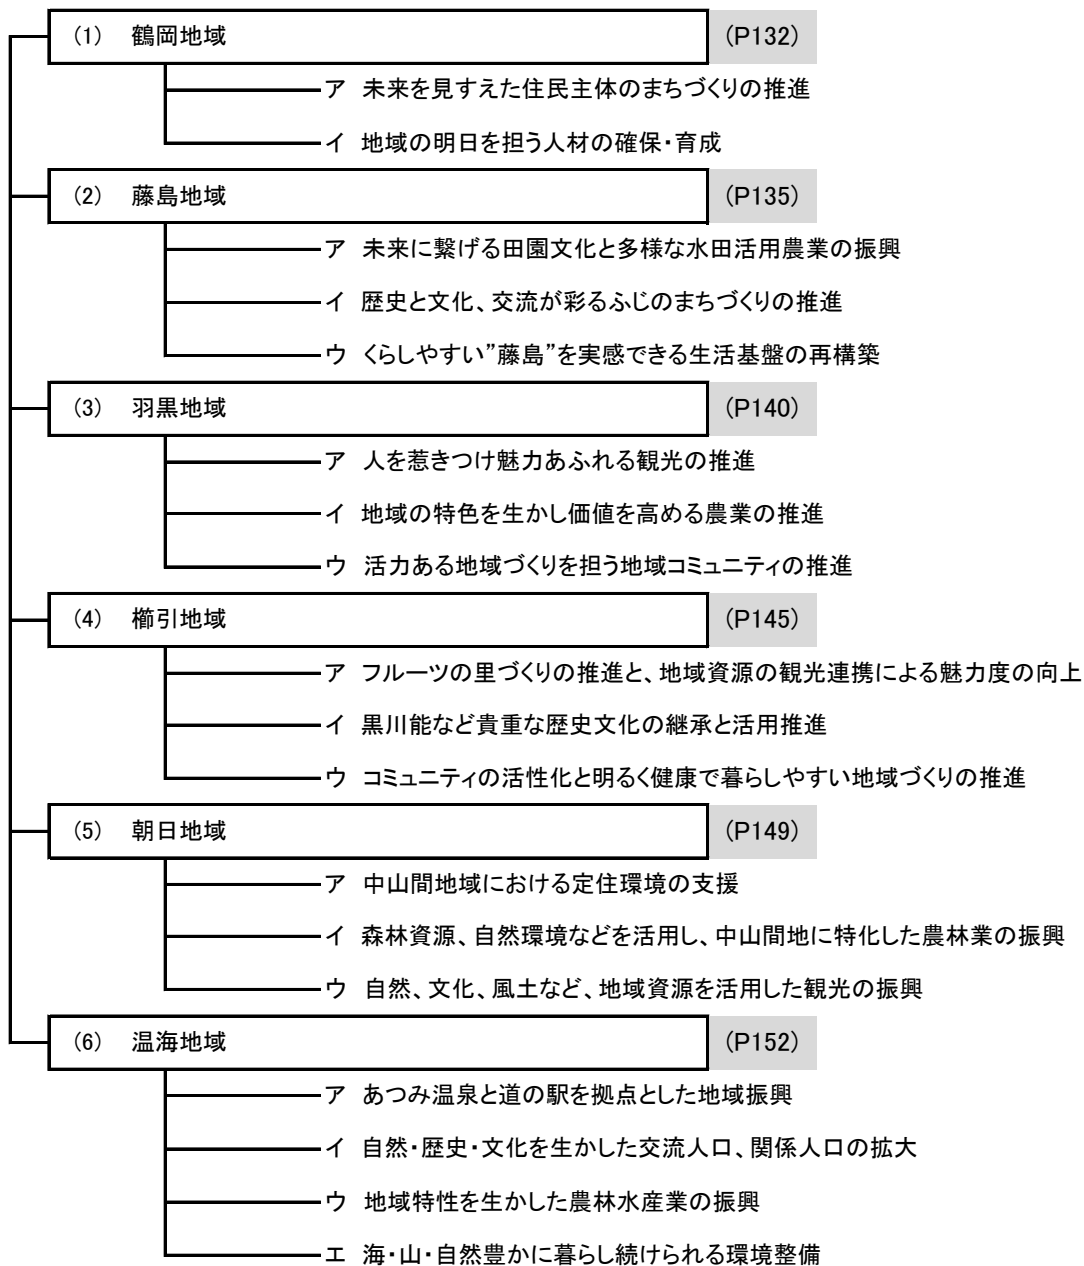 (1) 鶴岡地域 (P132)
ア 未来を見すえた住民主体のまちづくりの推進
イ 地域の明日を担う人材の確保・育成
(2) 藤島地域 (P135)
ア 未来に繋げる田園文化と多様な水田活用農業の振興
イ 歴史と文化、交流が彩るふじのまちづくりの推進
ウ くらしやすい”藤島”を実感できる生活基盤の再構築
(3) 羽黒地域 (P140)
ア 人を惹きつけ魅力あふれる観光の推進
イ 地域の特色を生かし価値を高める農業の推進
ウ 活力ある地域づくりを担う地域コミュニティの推進
(4) 櫛引地域 (P145)
ア フルーツの里づくりの推進と、地域資源の観光連携による魅力度の向上
イ 黒川能など貴重な歴史文化の継承と活用推進
ウ コミュニティの活性化と明るく健康で暮らしやすい地域づくりの推進
(5) 朝日地域 (P149)
ア 中山間地域における定住環境の支援
イ 森林資源、自然環境などを活用し、中山間地に特化した農林業の振興
ウ 自然、文化、風土など、地域資源を活用した観光の振興
(6) 温海地域 (P152)
ア あつみ温泉と道の駅を拠点とした地域振興
イ 自然・歴史・文化を生かした交流人口、関係人口の拡大
ウ 地域特性を生かした農林水産業の振興
エ 海・山・自然豊かに暮らし続けられる環境整備